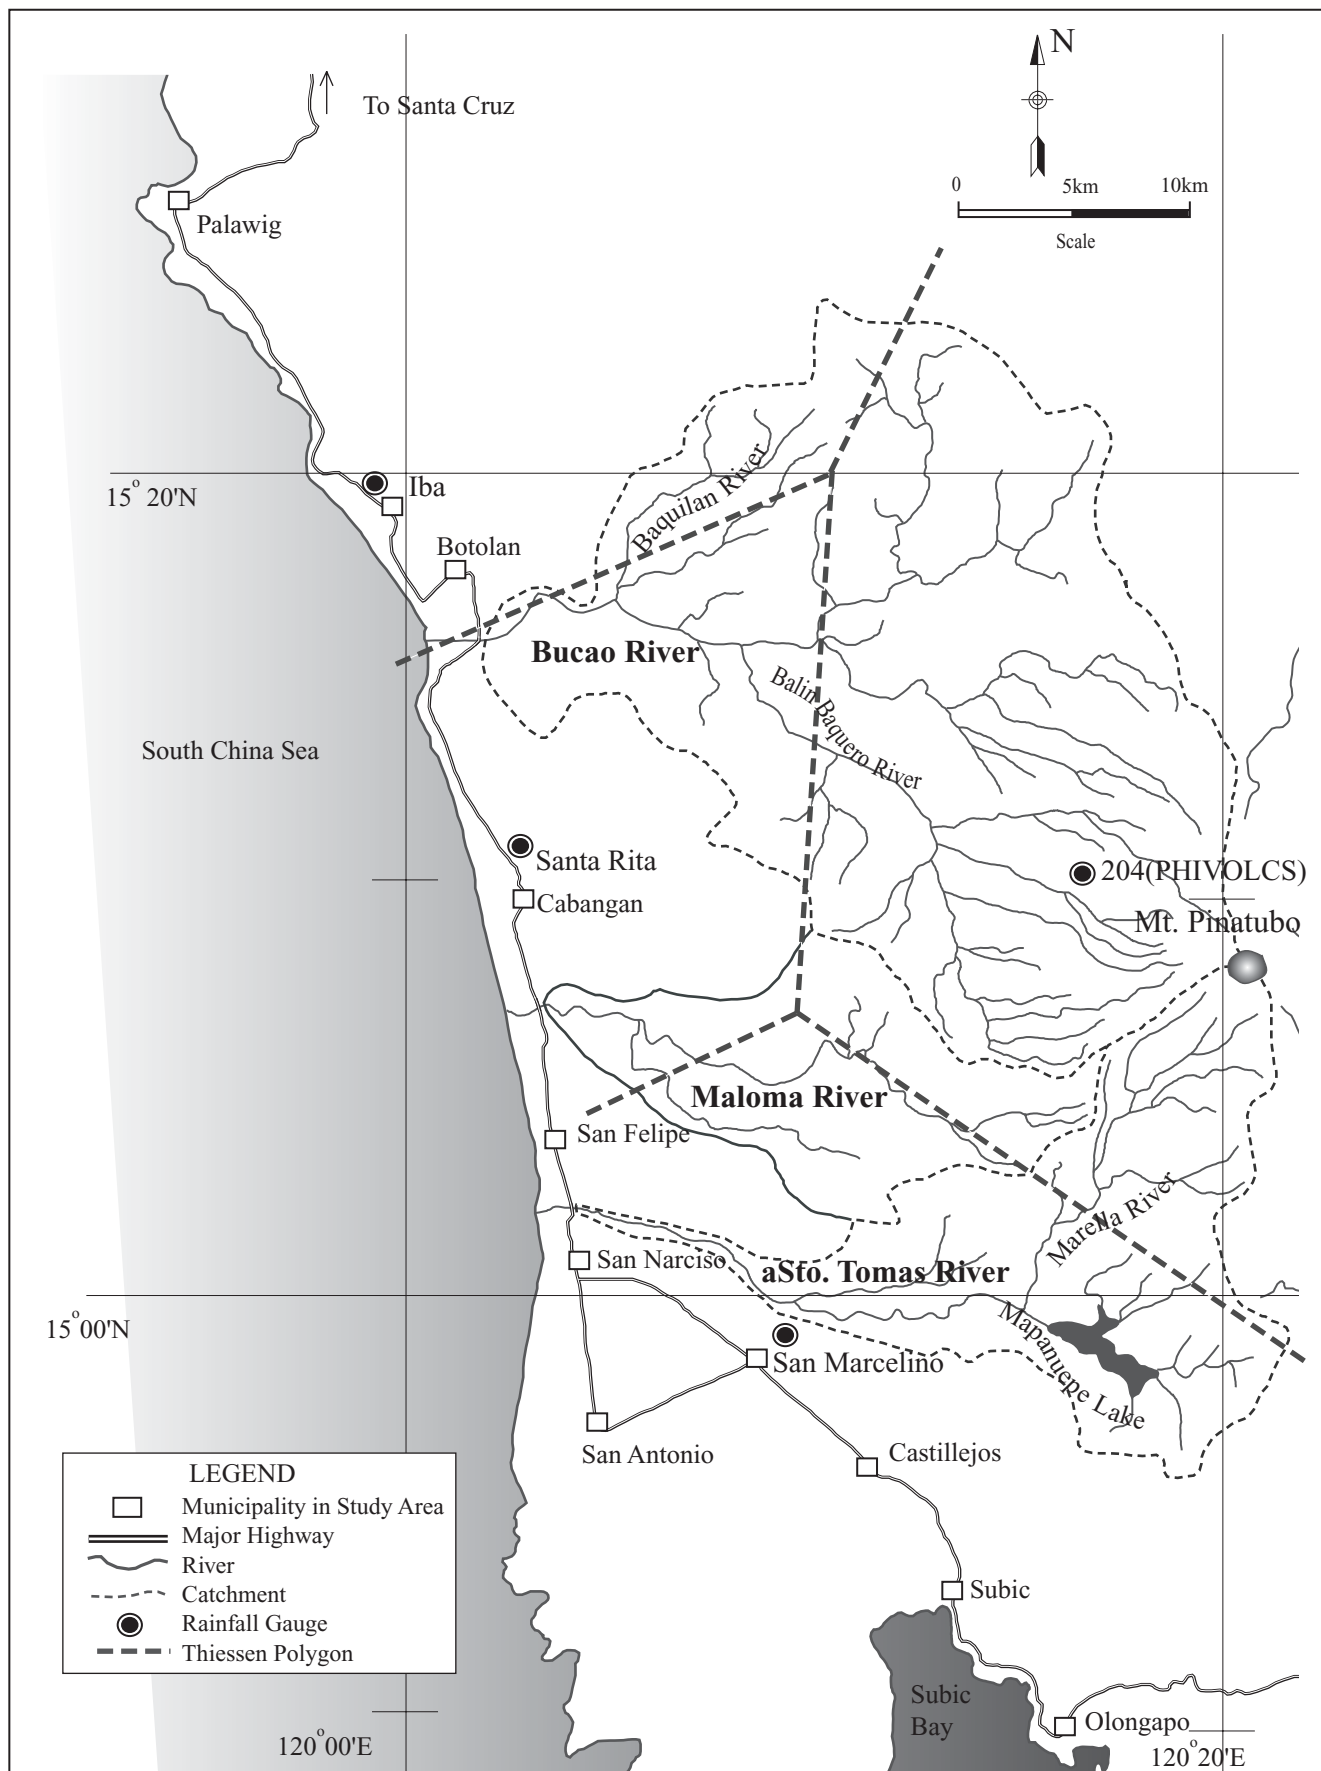 N
To Santa Cruz
0 5km 10km
Scale
Palawig
15° 20'N
Iba
Baquilan River
Botolan
Bucao River
Balin Baquero River
South China Sea
Santa Rita
204(PHIVOLCS)
Cabangan
Mt. Pinatubo
Maloma River
San Felipe
Marella River
San Narciso
aSto. Tomas River
15°00'N
Mapanuepe Lake
San Marcelino
San Antonio
Castillejos
LEGEND
Municipality in Study Area
Major Highway
River
Catchment
Rainfall Gauge
Thiessen Polygon
Subic
Subic
Bay
Olongapo
120°00'E
120°20'E